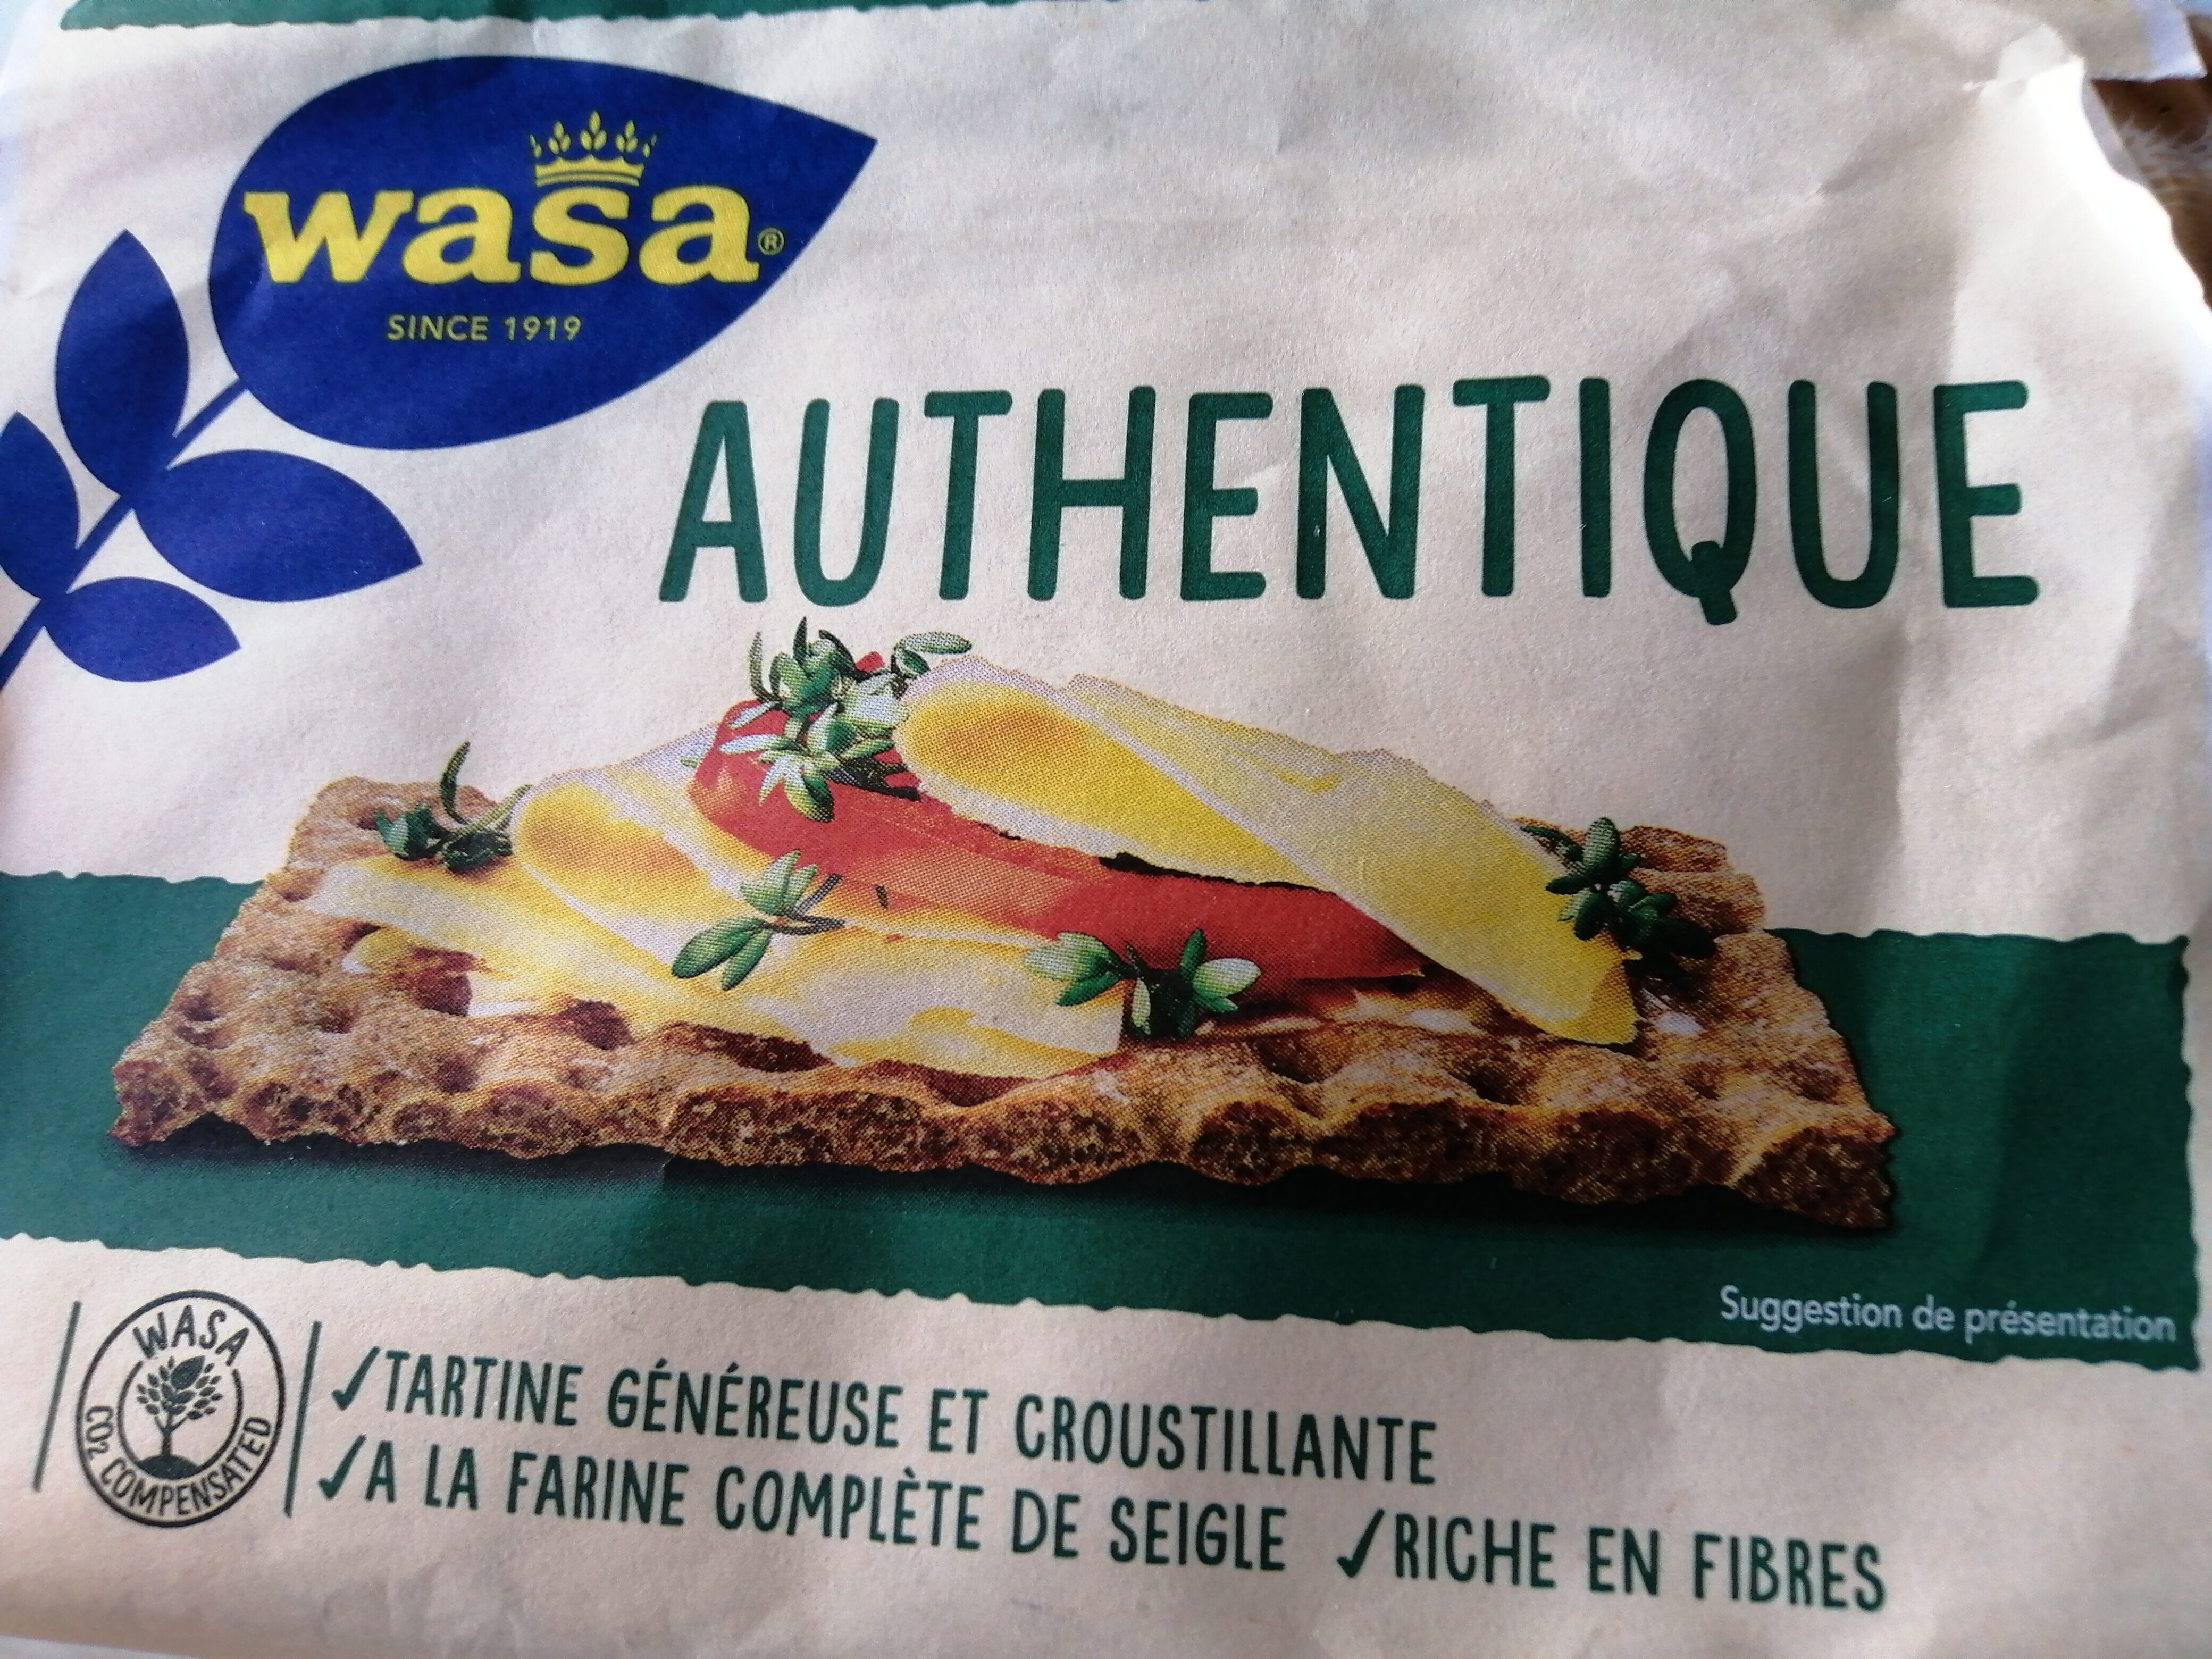 wasa®
SINCE 1919
AUTHENTIQUE
Suggestion de présentation
WASA
CO2 COMPENSATED
✓TARTINE GÉNÉREUSE ET CROUSTILLANTE
✓A LA FARINE COMPLÈTE DE SEIGLE ✓RICHE EN FIBRES